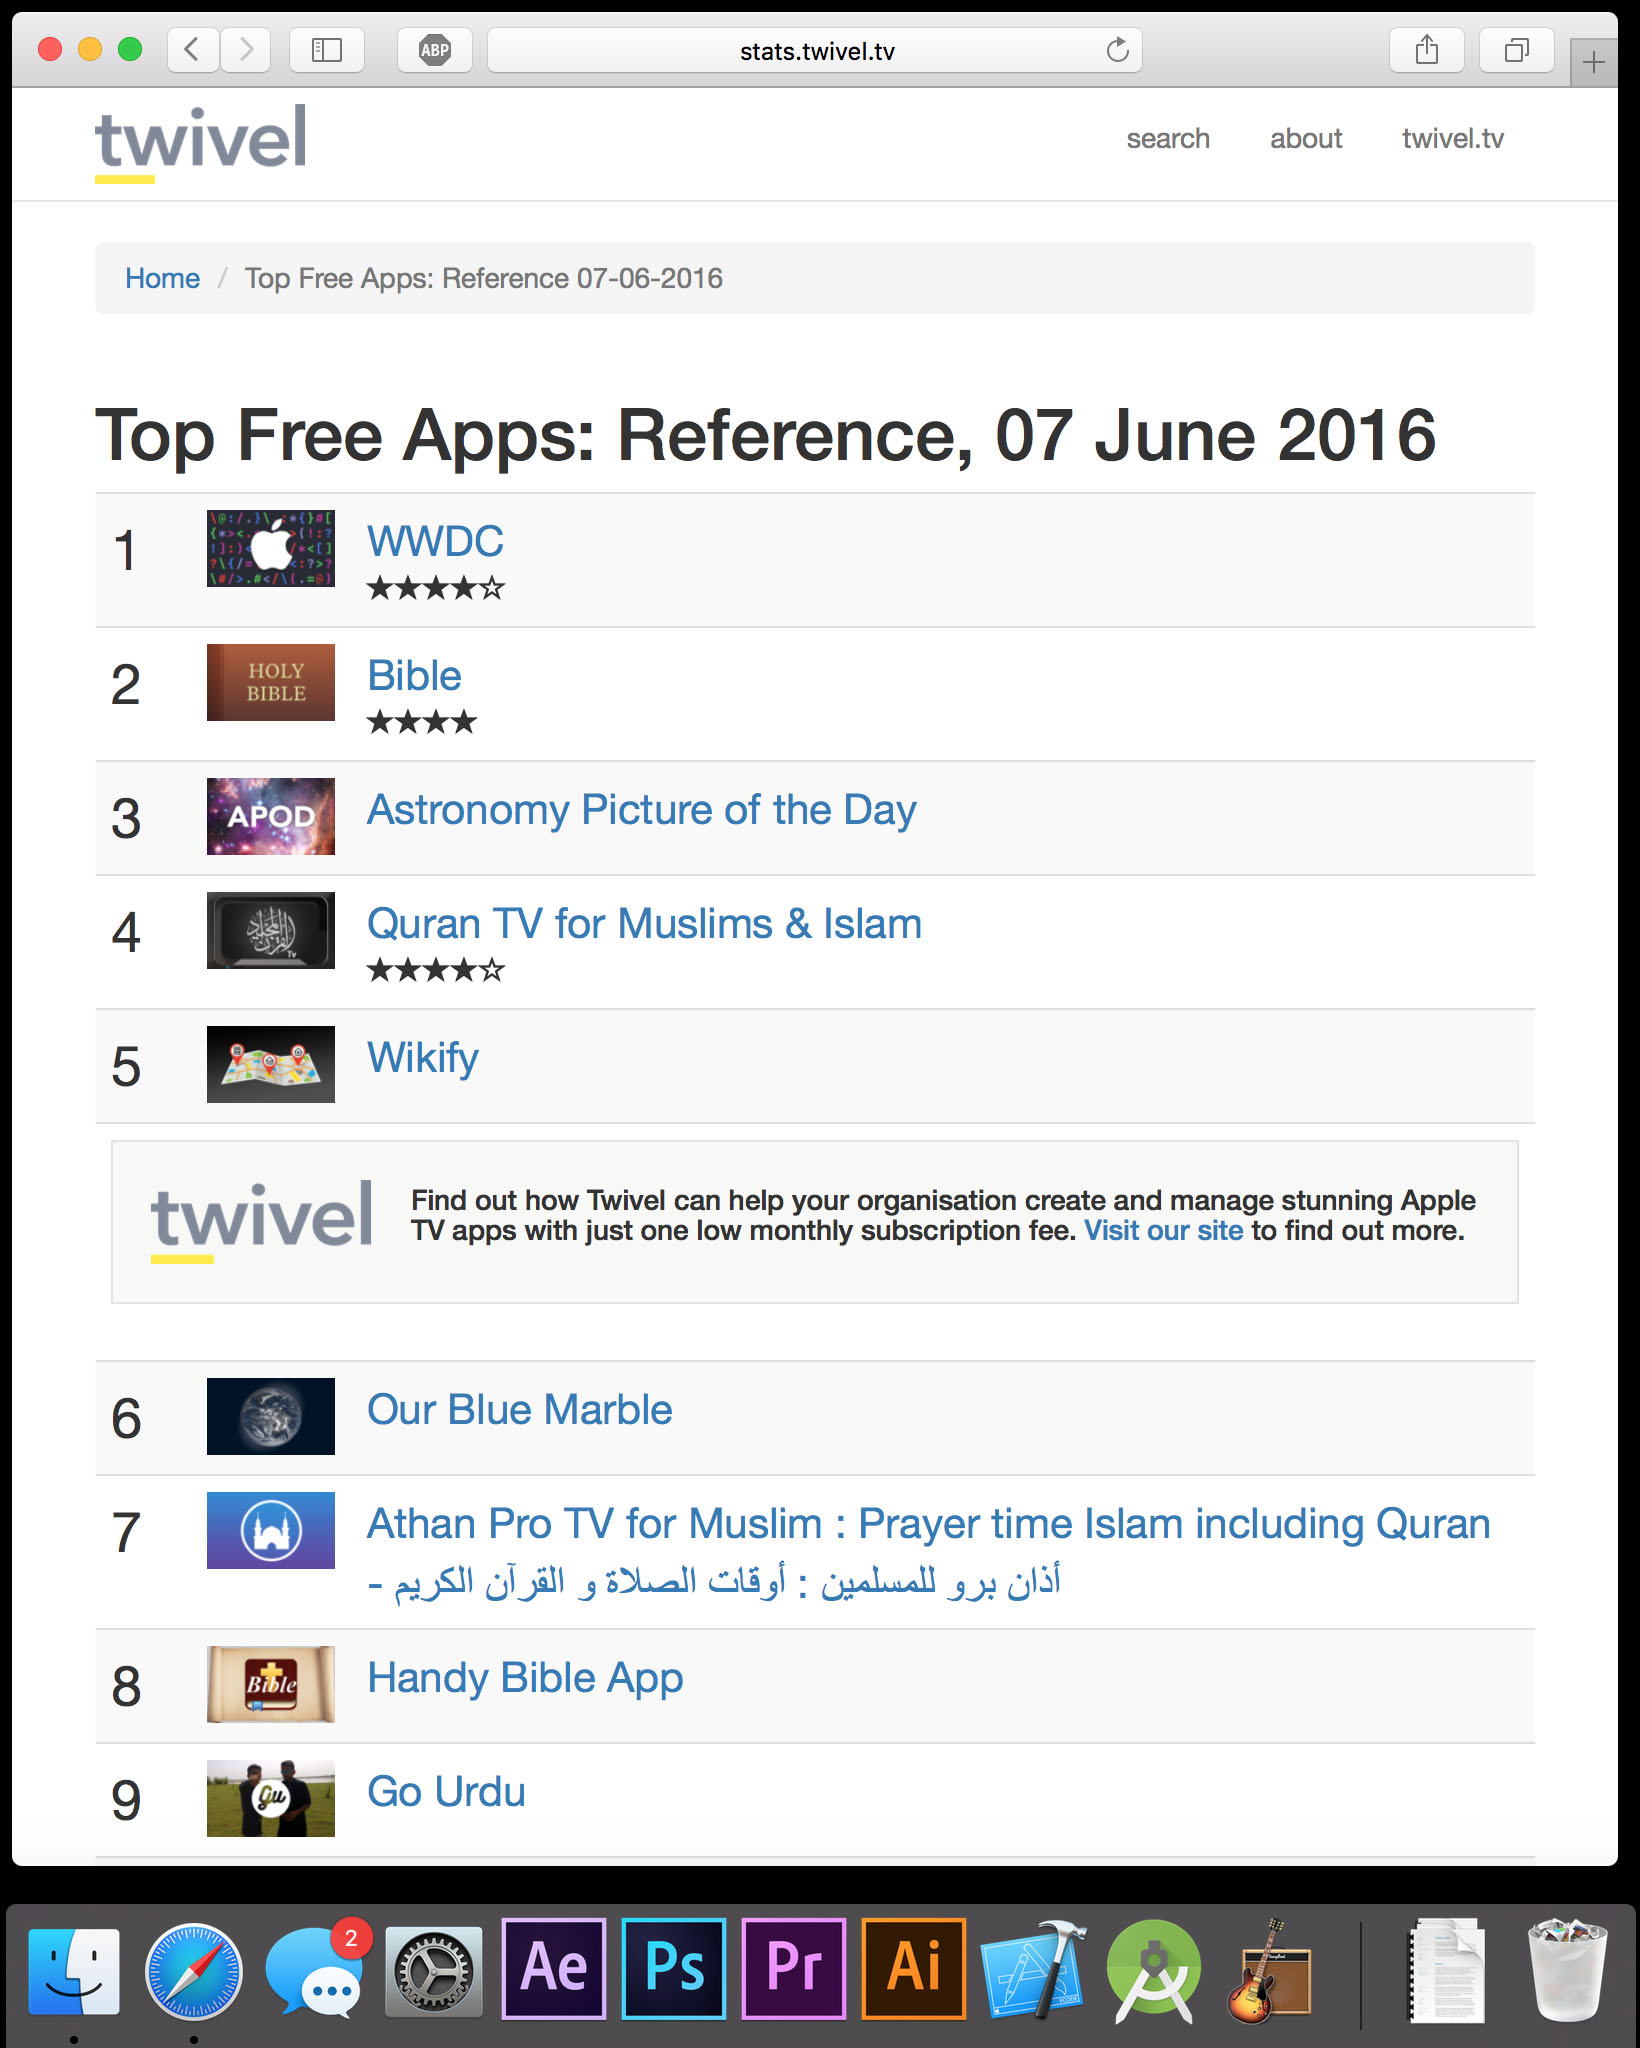 ABP
stats.twivel.tv
twivel
search about twivel.tv
Home / Top Free Apps: Reference 07-06-2016
Top Free Apps: Reference, 07 June 2016
1
WWDC
★★★★☆
2
HOLY
BIBLE
Bible
★★★★
3
APOD
Astronomy Picture of the Day
4
Tv
Quran TV for Muslims & Islam
★★★★☆
5
Wikify
twivel
Find out how Twivel can help your organisation create and manage stunning Apple
TV apps with just one low monthly subscription fee. Visit our site to find out more.
6
Our Blue Marble
7
Athan Pro TV for Muslim : Prayer time Islam including Quran
- أذان برو للمسلمين : أوقات الصلاة و القرآن الكريم
8
Bible
Handy Bible App
9
Gu
Go Urdu
2
Ae
Ps
Pr
Ai
XCODE